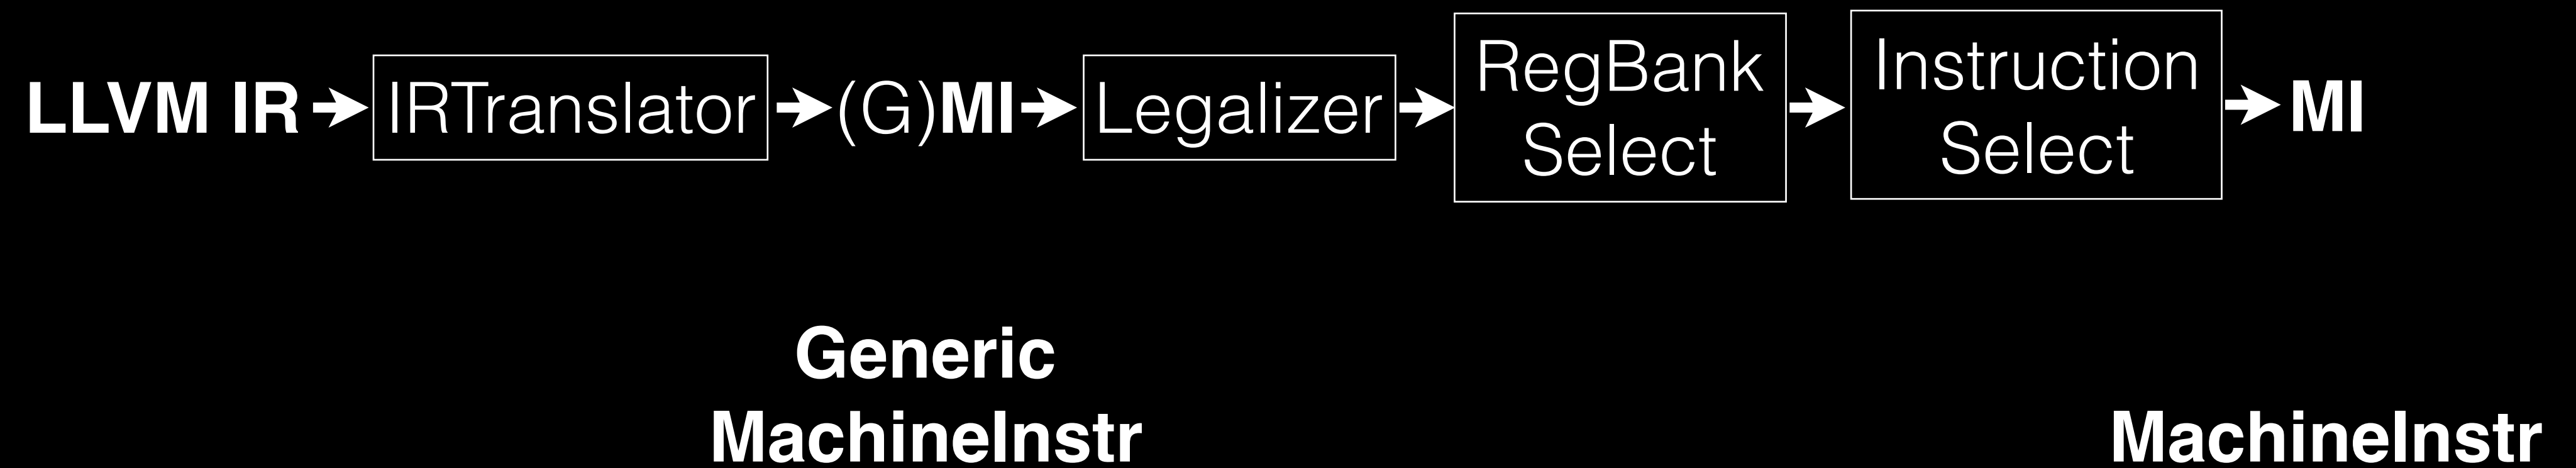 LLVM IR
IRTranslator
(G)MI
Legalizer
RegBank
Select
Instruction
Select
MI
Generic
MachineInstr
MachineInstr